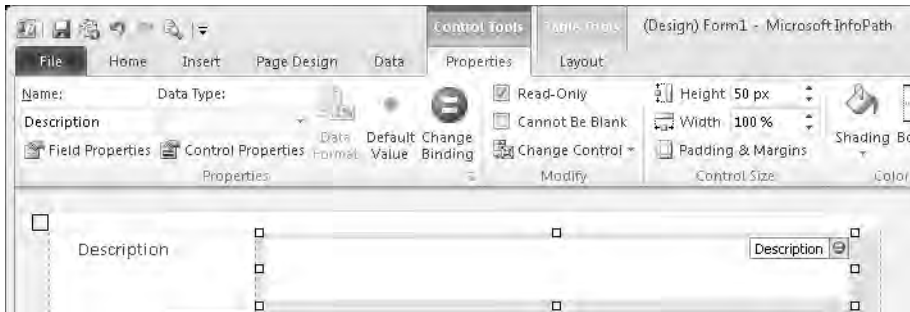 Control Tools Table Tools (Design) Form1 - Microsoft InfoPath
File Home Insert Page Design Data Properties Layout
Name: Data Type: Read-Only Height 50 px
Description Cannot Be Blank Width 100 %
Field Properties Control Properties Data Format Default Value Change Binding Change Control Padding & Margins Shading
Properties Modify Control Size
Description Description